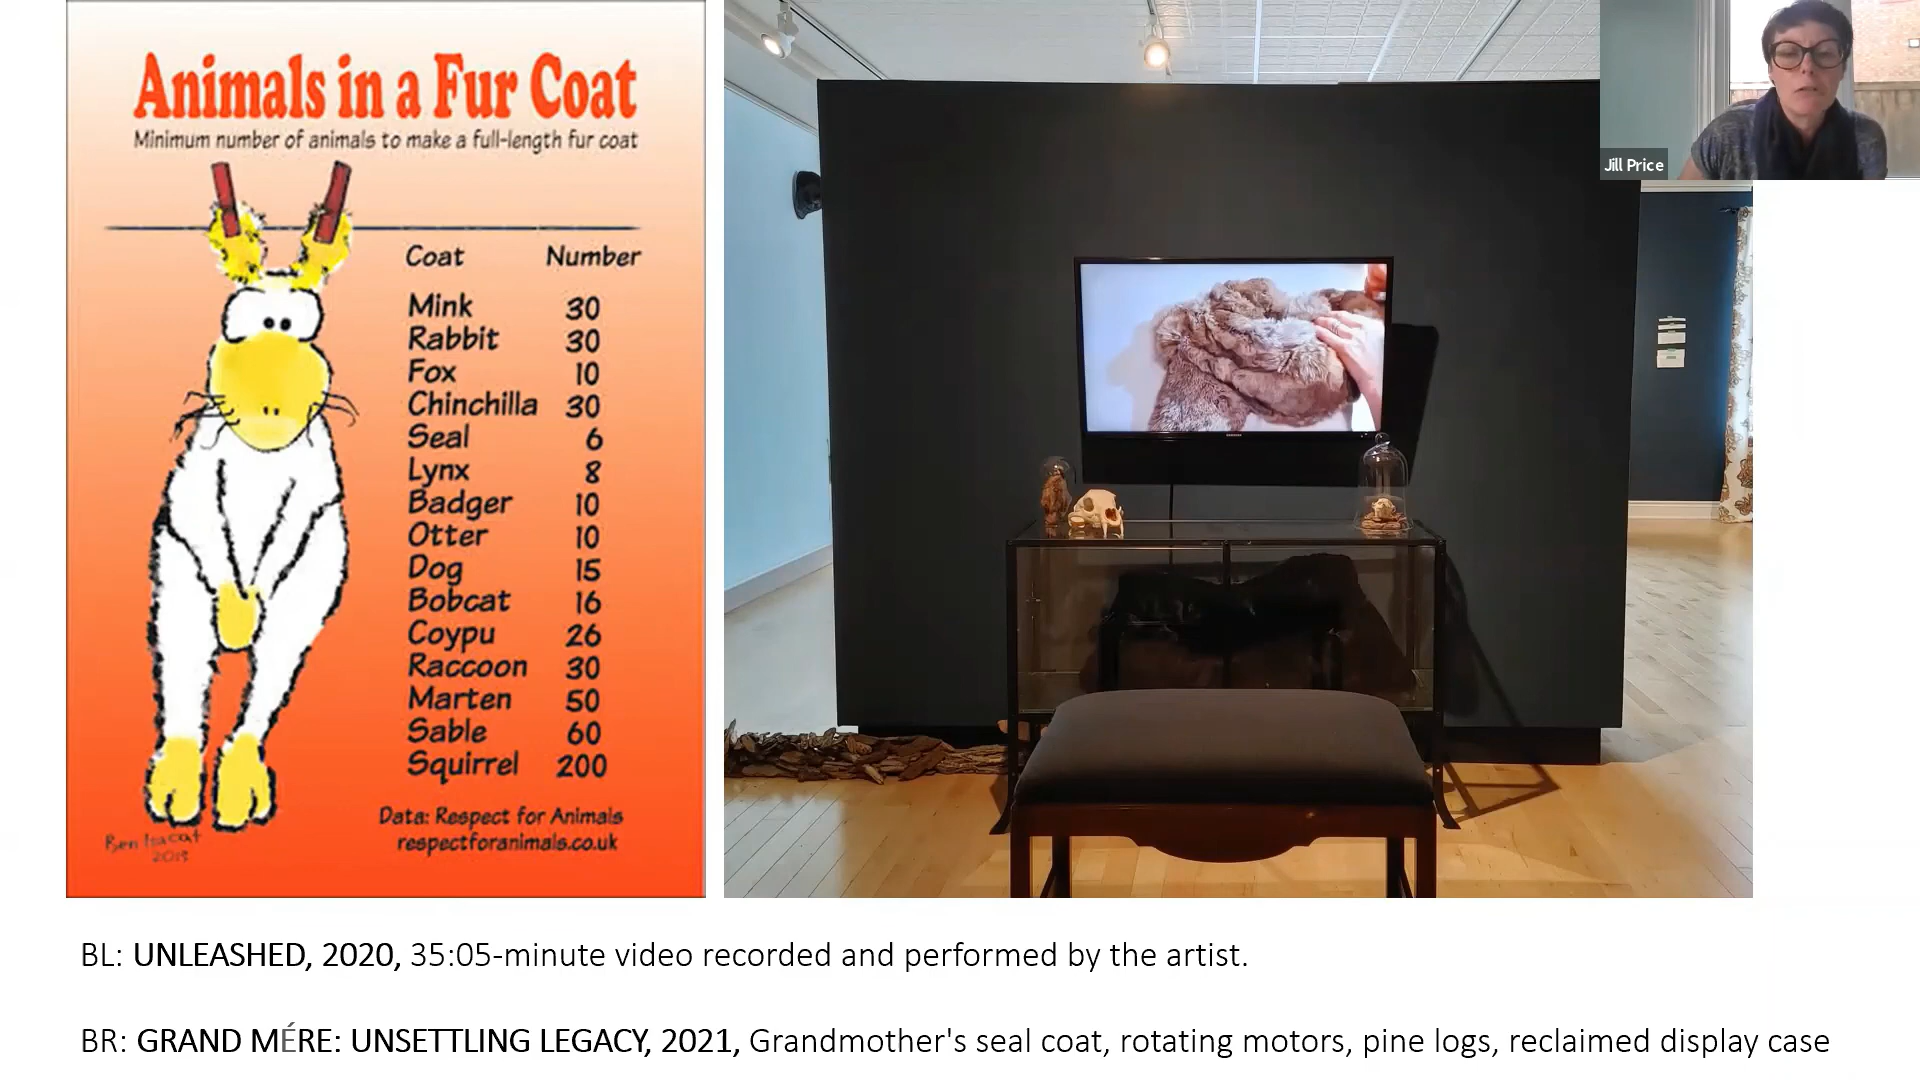 Animals in a Fur Coat
Minimum number of animals to make a full-length fur coat
Coat Number
Mink 30
Rabbit 30
Fox 10
Chinchilla 30
Seal 6
Lynx 8
Badger 10
Otter 10
Dog 15
Bobcat 16
Coypu 26
Raccoon 30
Marten 50
Sable 60
Squirrel 200
Data: Respect for Animals
respectforanimals.co.uk
2013
Jill Price
BL: UNLEASHED, 2020, 35:05-minute video recorded and performed by the artist.
BR: GRAND MÉRE: UNSETTLING LEGACY, 2021, Grandmother's seal coat, rotating motors, pine logs, reclaimed display case